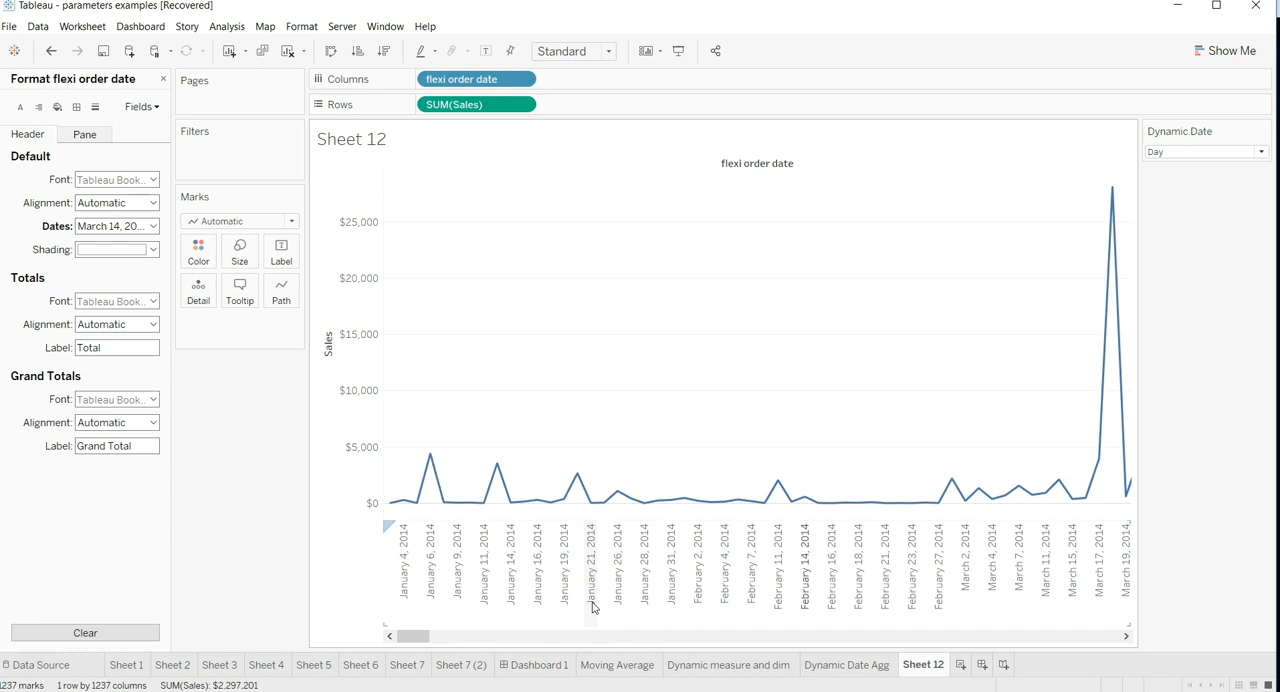 Tableau - parameters examples [Recovered]
File Data Worksheet Dashboard Story Analysis Map Format Server Window Help
Standard
Show Me
Format flexi order date ×
Fields
Header Pane
Default
Font: Tableau Book..
Alignment: Automatic
Dates: March 14, 20...
Shading:
Totals
Font: Tableau Book..
Alignment: Automatic
Label: Total
Grand Totals
Font: Tableau Book..
Alignment: Automatic
Label: Grand Total
Clear
Pages
Filters
Marks
Automatic
Color Size Label
Detail Tooltip Path
Columns flexi order date
Rows SUM(Sales)
Sheet 12
flexi order date
Sales
$25,000
$20,000
$15,000
$10,000
$5,000
$0
January 4, 2014
January 6, 2014
January 9, 2014
January 11, 2014
January 14, 2014
January 16, 2014
January 19, 2014
January 21, 2014
January 26, 2014
January 28, 2014
January 31, 2014
February 2, 2014
February 4, 2014
February 7, 2014
February 11, 2014
February 14, 2014
February 16, 2014
February 18, 2014
February 21, 2014
February 23, 2014
February 27, 2014
March 2, 2014
March 4, 2014
March 7, 2014
March 11, 2014
March 15, 2014
March 17, 2014
March 19, 2014
Dynamic Date
Day
Data Source Sheet 1 Sheet 2 Sheet 3 Sheet 4 Sheet 5 Sheet 6 Sheet 7 Sheet 7 (2) Dashboard 1 Moving Average Dynamic measure and dim Dynamic Date Agg Sheet 12
1237 marks 1 row by 1237 columns SUM(Sales): $2,297,201